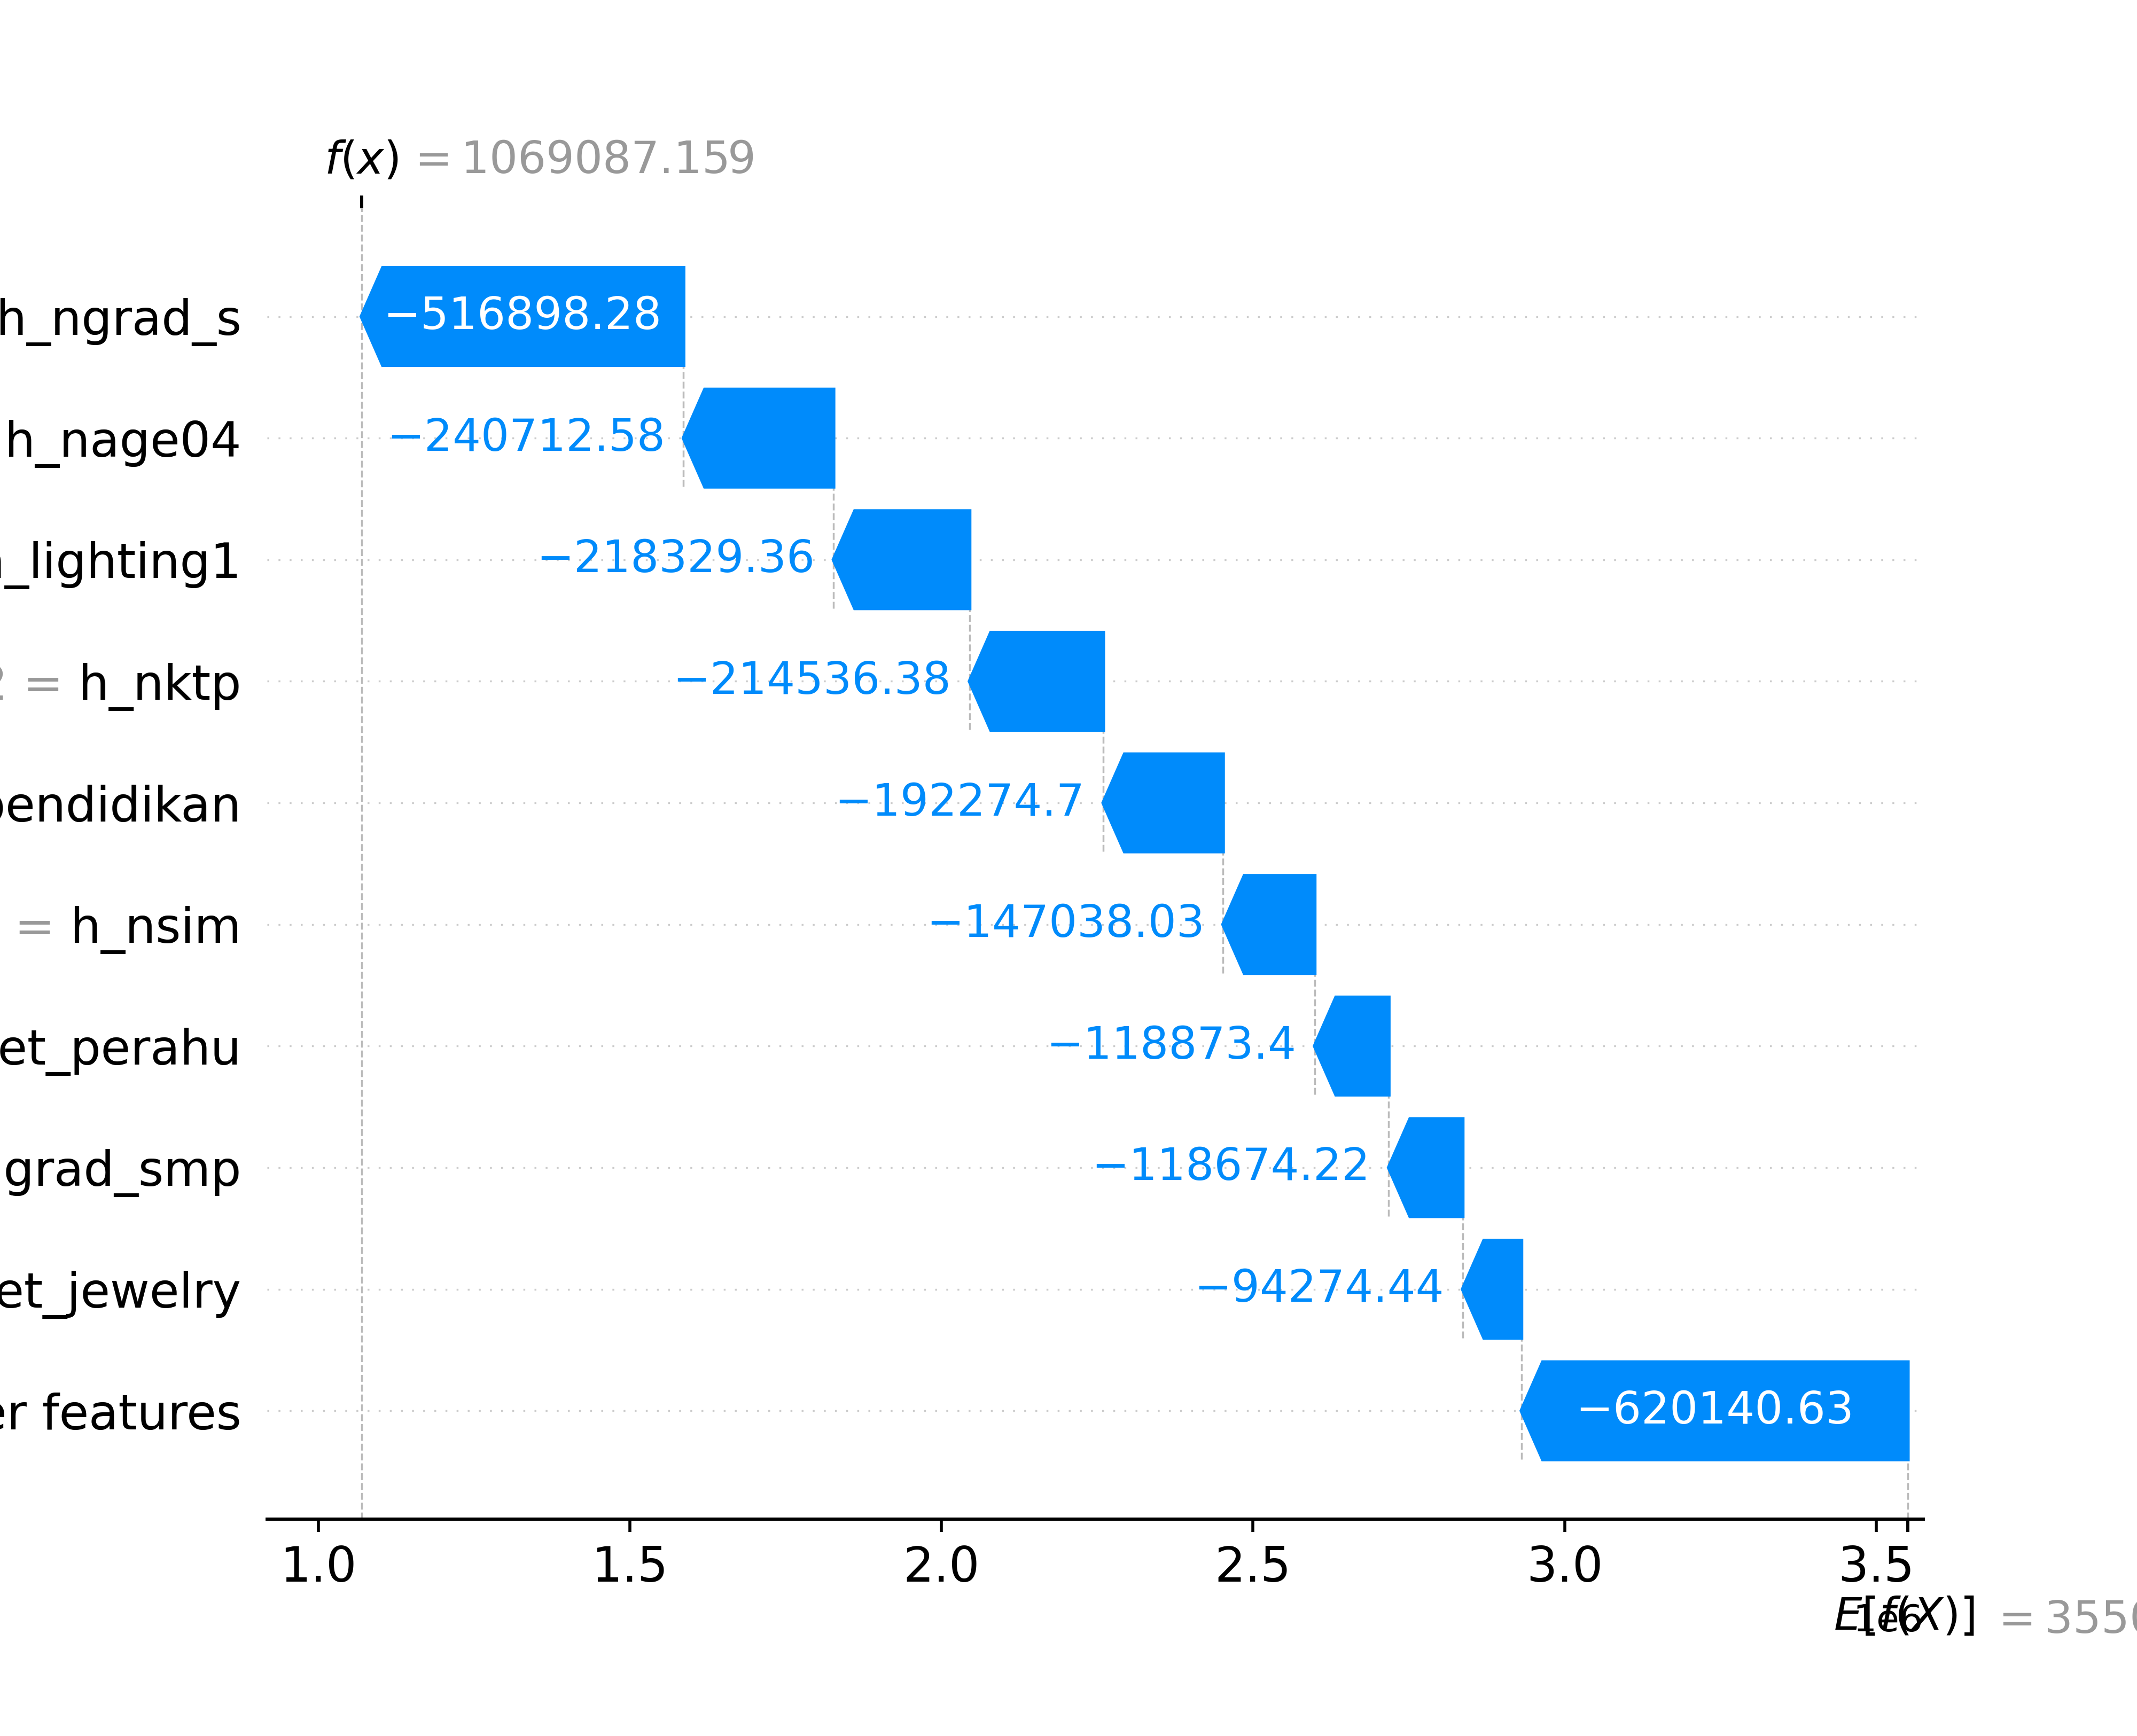 f(x) = 1069087.159
h_ngrad_s −516898.28
h_nage04 −240712.58
_lighting1 −218329.36
= h_nktp −214536.38
pendidikan −192274.7
= h_nsim −147038.03
et_perahu −118873.4
grad_smp −118674.22
et_jewelry −94274.44
er features −620140.63
1.0 1.5 2.0 2.5 3.0 3.5
1e6
E[f(X)] = 3550